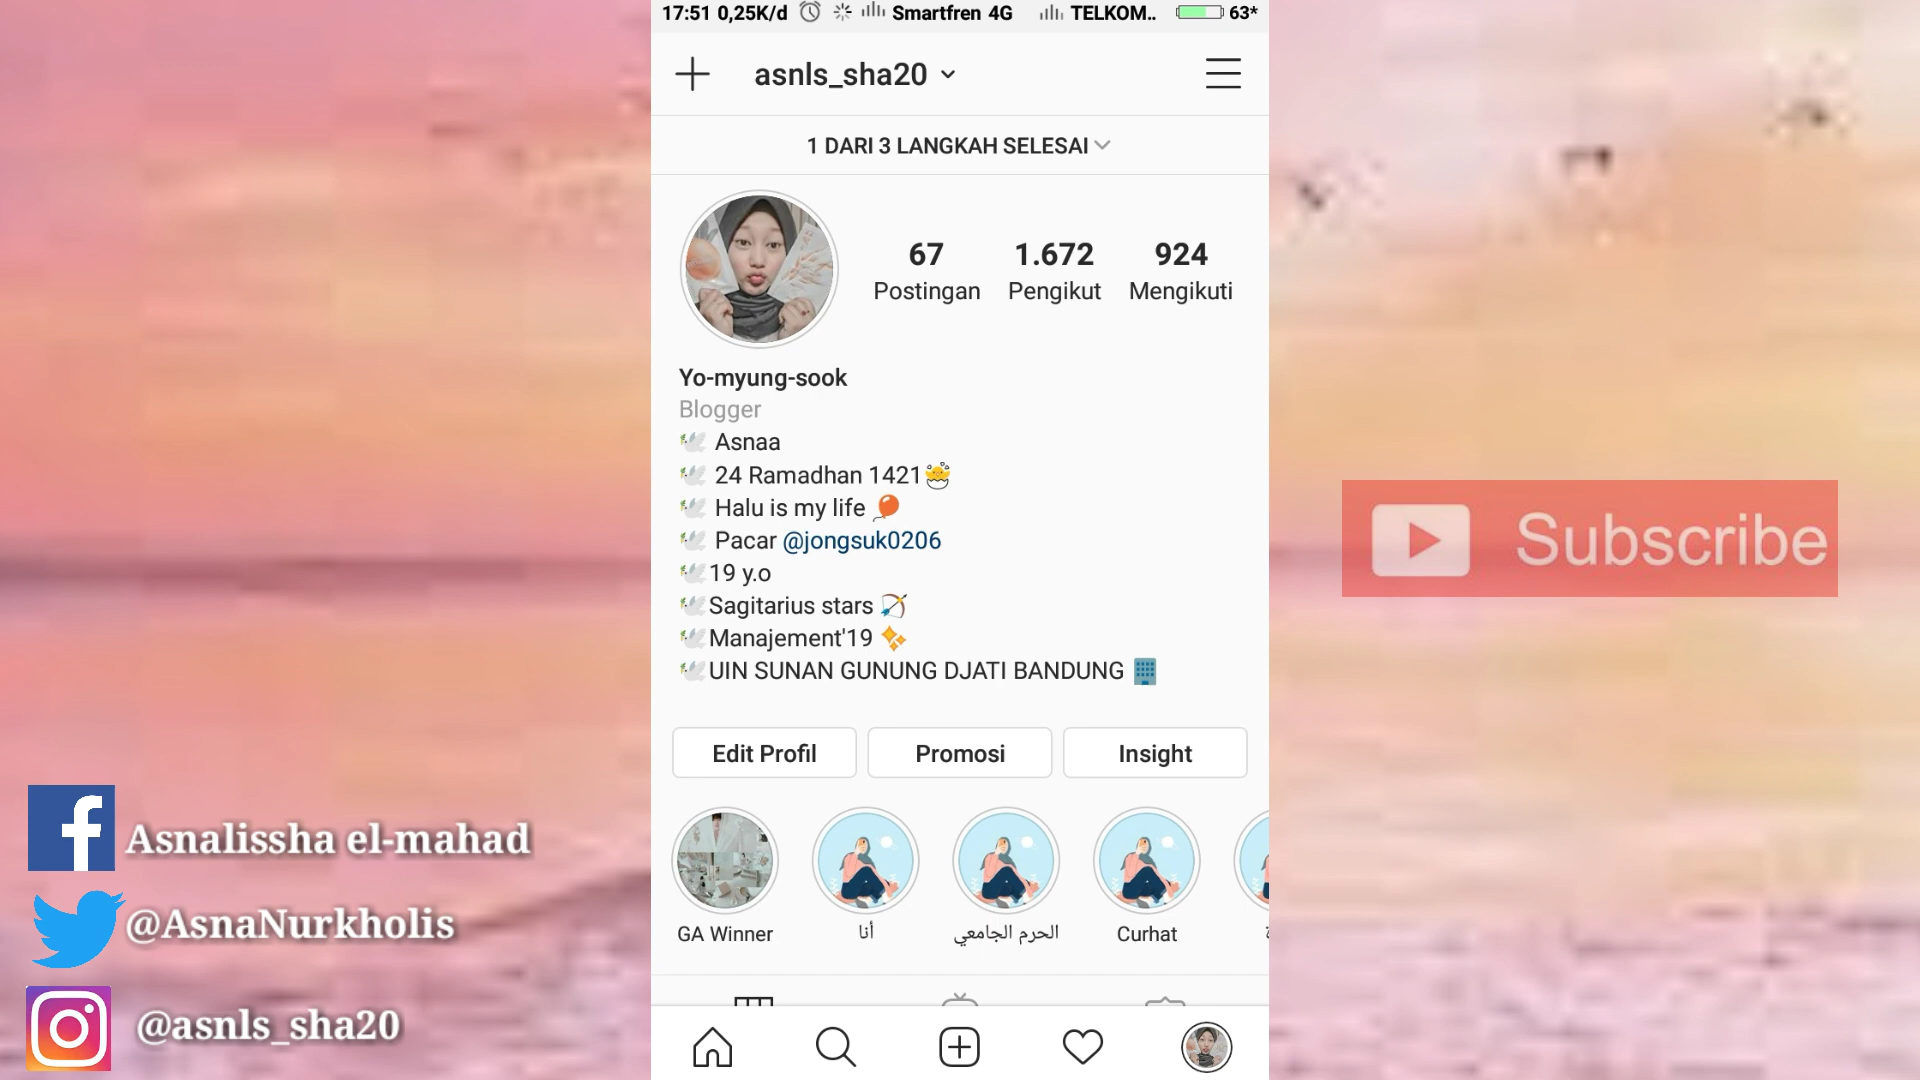 17:51 0,25K/d Smartfren 4G TELKOM.. 63*
asnls_sha20
1 DARI 3 LANGKAH SELESAI
67 1.672 924
Postingan Pengikut Mengikuti
Yo-myung-sook
Blogger
Asnaa
24 Ramadhan 1421
Halu is my life
Pacar @jongsuk0206
19 y.o
Sagitarius stars
Manajement'19
UIN SUNAN GUNUNG DJATI BANDUNG
Edit Profil Promosi Insight
GA Winner أنا الحرم الجامعي Curhat
Subscribe
Asnalissha el-mahad
@AsnaNurkholis
@asnls_sha20